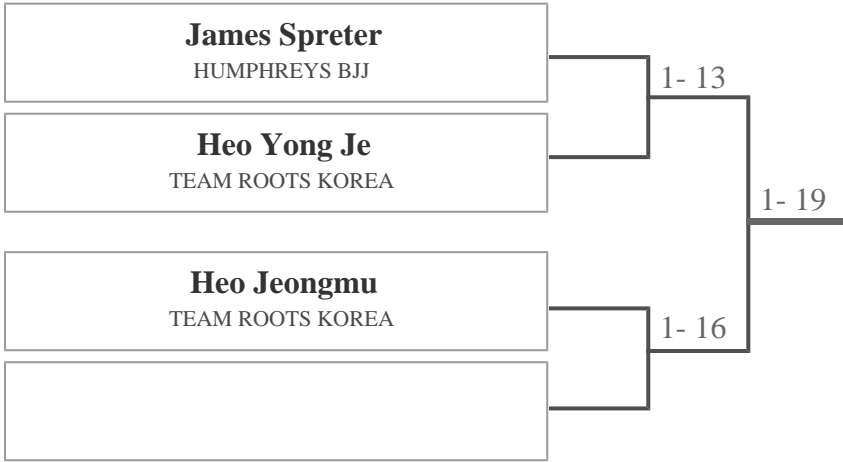 James Spreter
HUMPHREYS BJJ
1- 13
Heo Yong Je
TEAM ROOTS KOREA
1- 19
Heo Jeongmu
TEAM ROOTS KOREA
1- 16